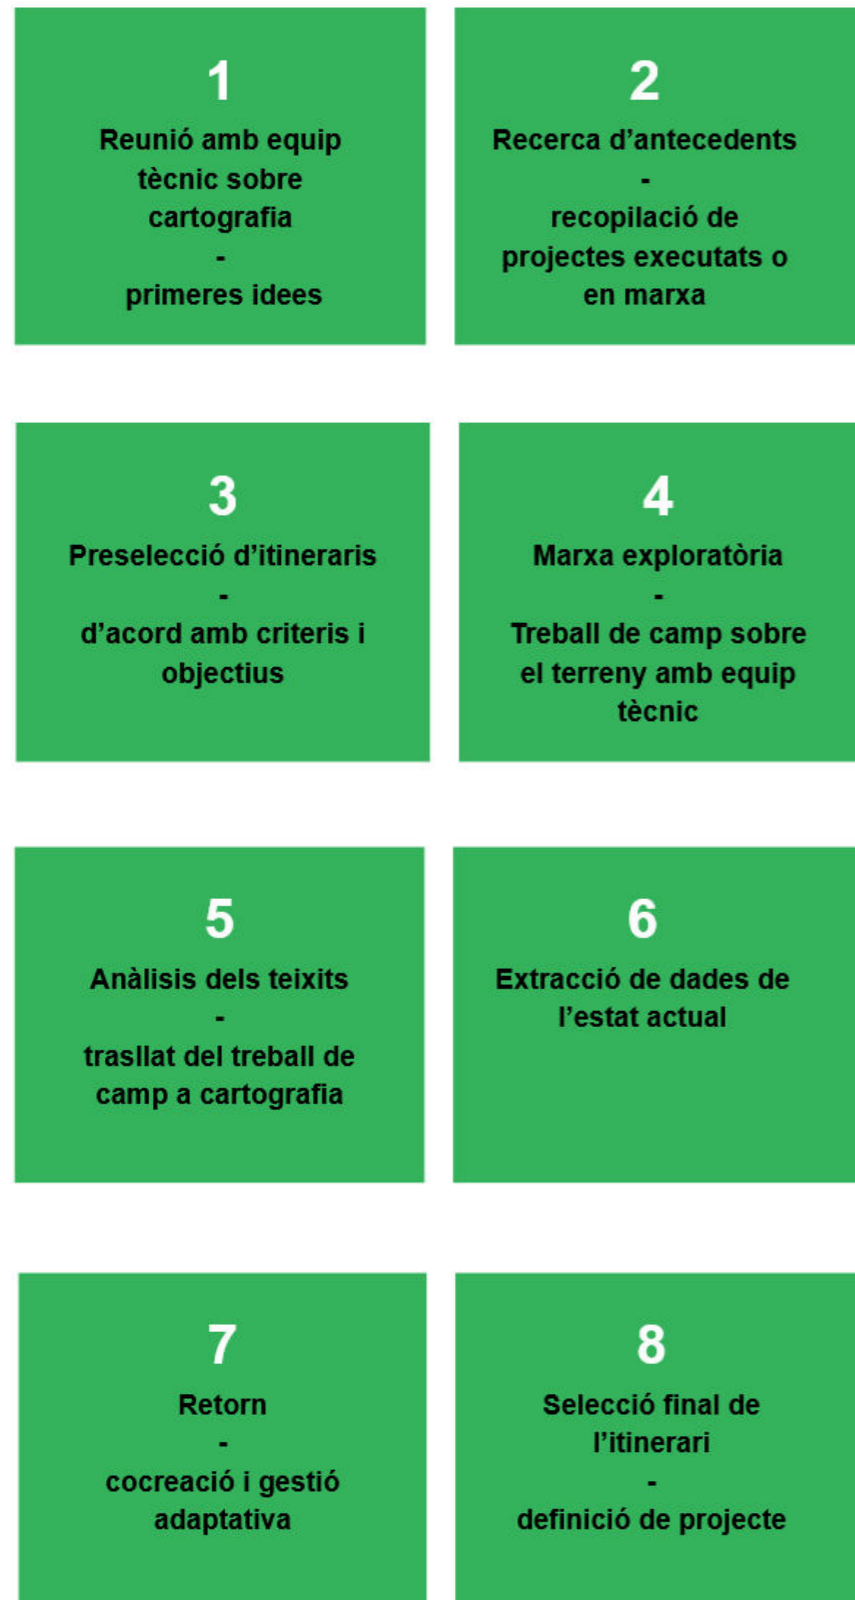 1
Reunió amb equip
tècnic sobre
cartografia
-
primeres idees
2
Recerca d’antecedents
-
recopilació de
projectes executats o
en marxa
3
Preselecció d’itineraris
-
d’acord amb criteris i
objectius
4
Marxa exploratòria
-
Treball de camp sobre
el terreny amb equip
tècnic
5
Anàlisis dels teixits
-
trasllat del treball de
camp a cartografia
6
Extracció de dades de
l’estat actual
7
Retorn
-
cocreació i gestió
adaptativa
8
Selecció final de
l’itinerari
-
definició de projecte